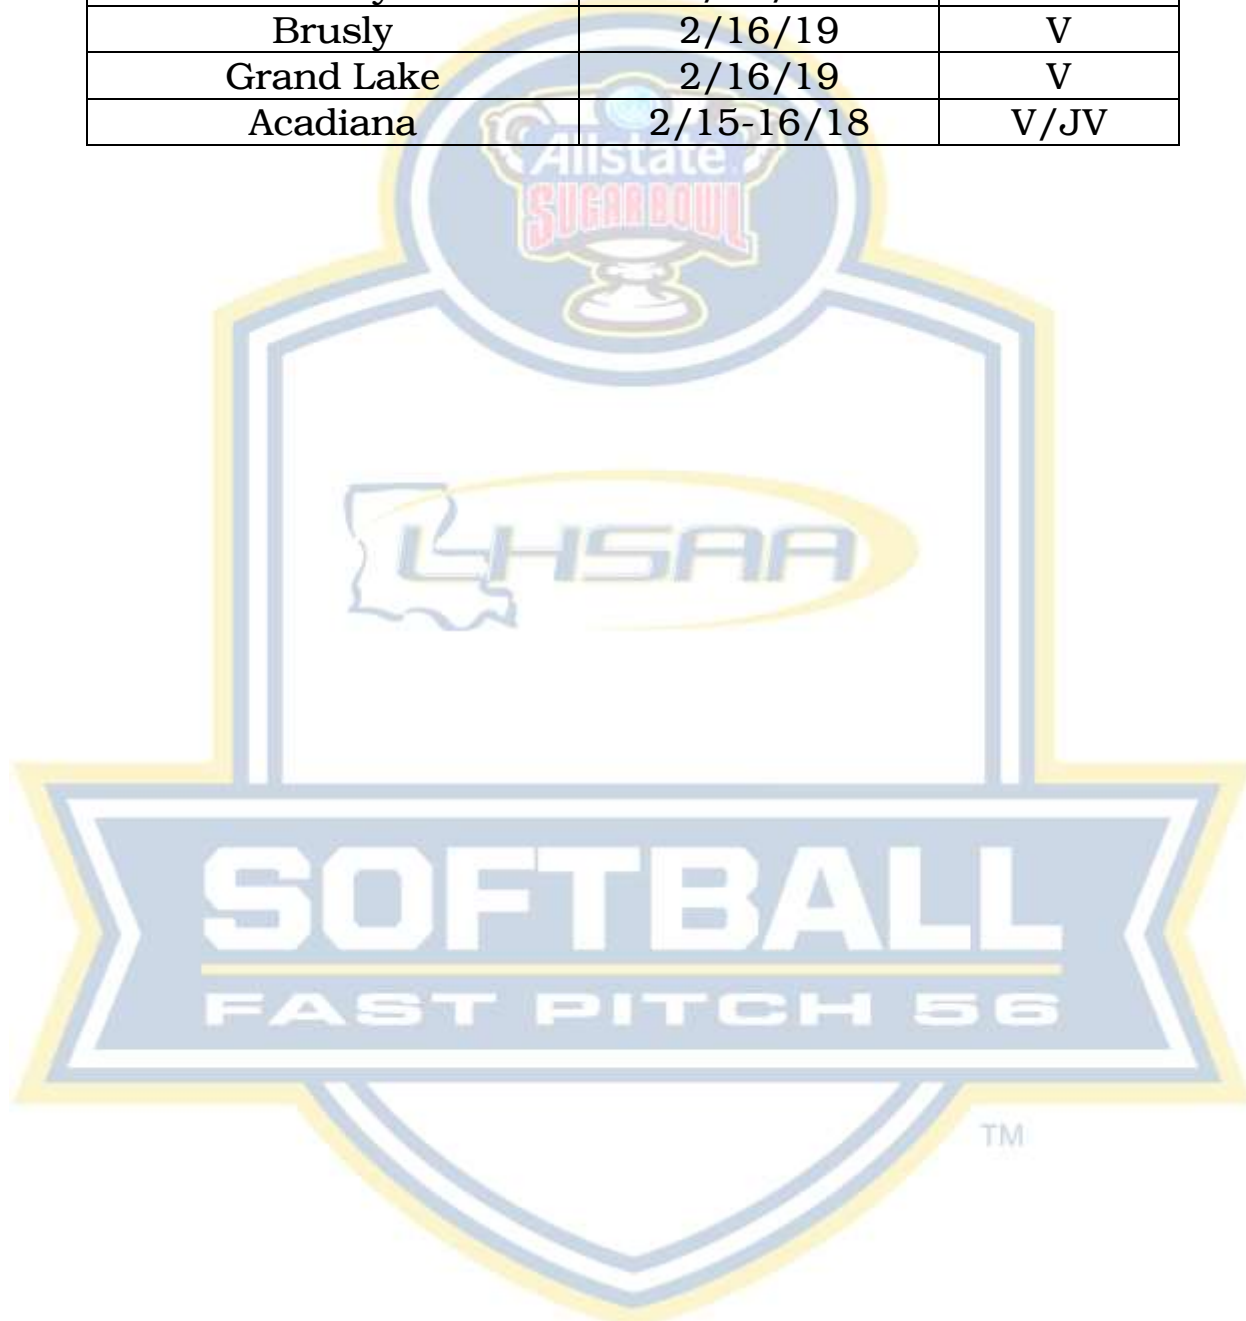 Brusly 2/16/19 V
Grand Lake 2/16/19 V
Acadiana 2/15-16/18 V/JV
Allstate
SUGAR BOWL
LHSAA
SOFTBALL
FAST PITCH 56
TM